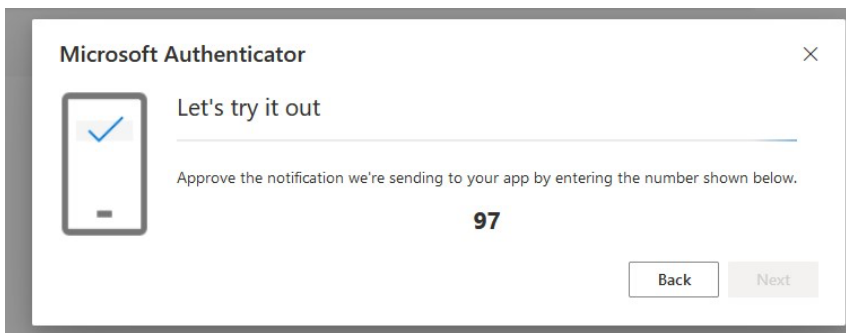 Microsoft Authenticator
Let's try it out
Approve the notification we're sending to your app by entering the number shown below.
97
Back
Next